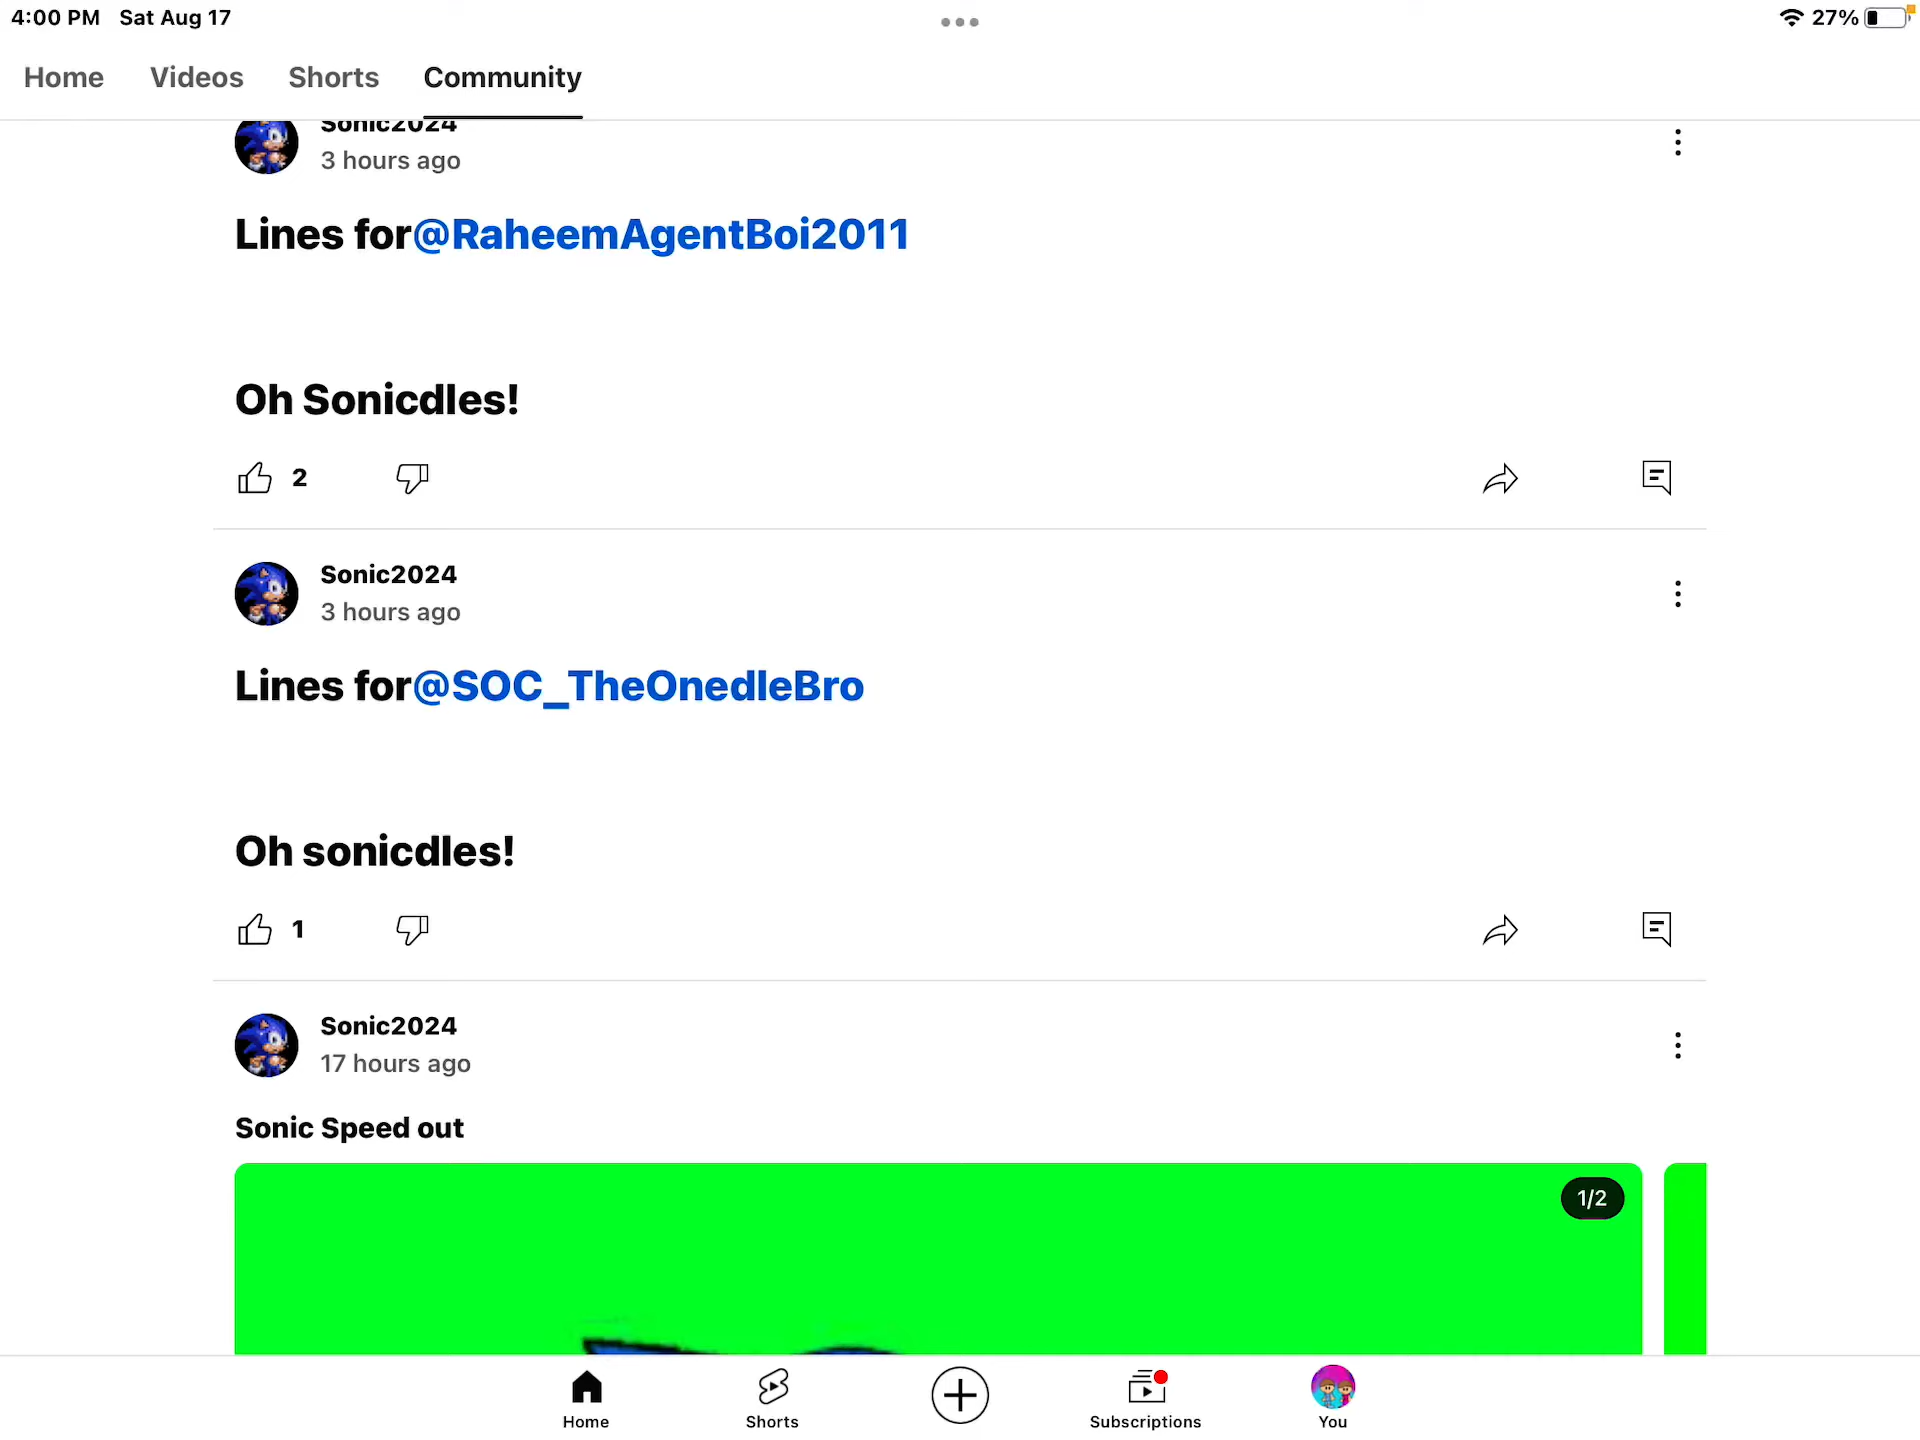 4:00 PM Sat Aug 17
27%
Home Videos Shorts Community
Sonic2024
3 hours ago
Lines for@RaheemAgentBoi2011
Oh Sonicdles!
2
Sonic2024
3 hours ago
Lines for@SOC_TheOnedleBro
Oh sonicdles!
1
Sonic2024
17 hours ago
Sonic Speed out
1/2
Home Shorts Subscriptions You